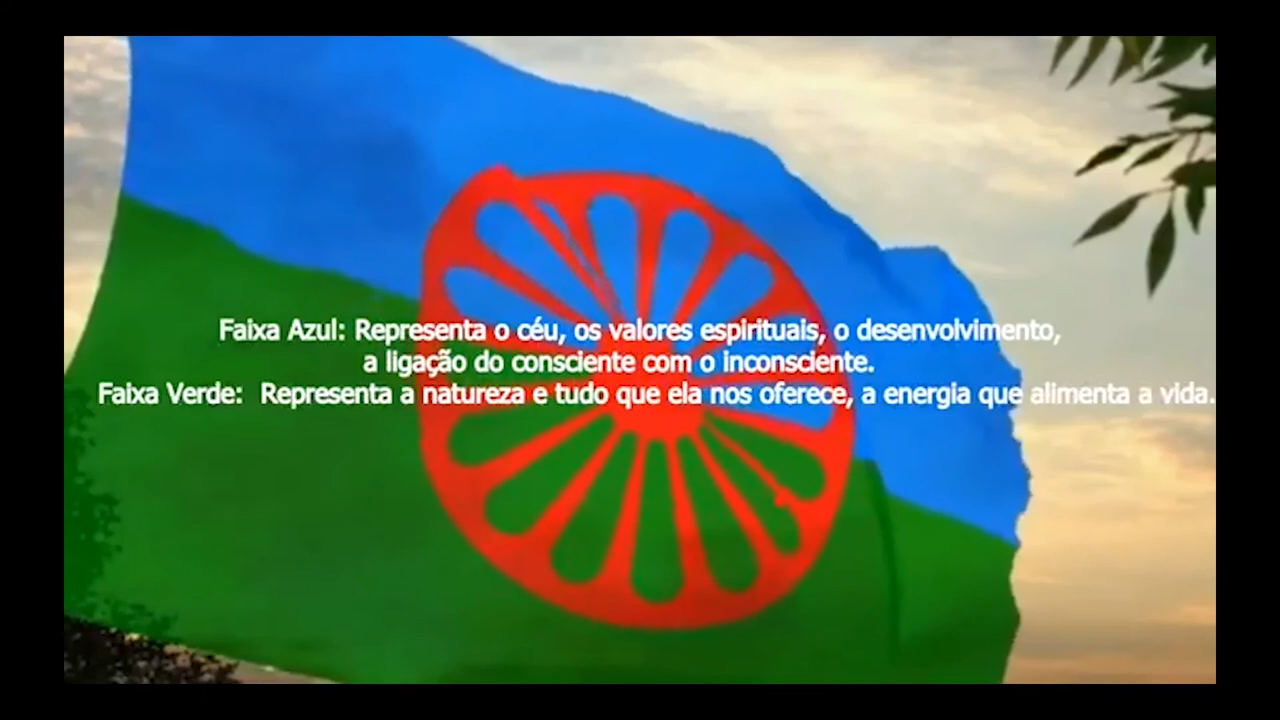 Faixa Azul: Representa o céu, os valores espirituais, o desenvolvimento,
a ligação do consciente com o inconsciente.
Faixa Verde:  Representa a natureza e tudo que ela nos oferece, a energia que alimenta a vida.